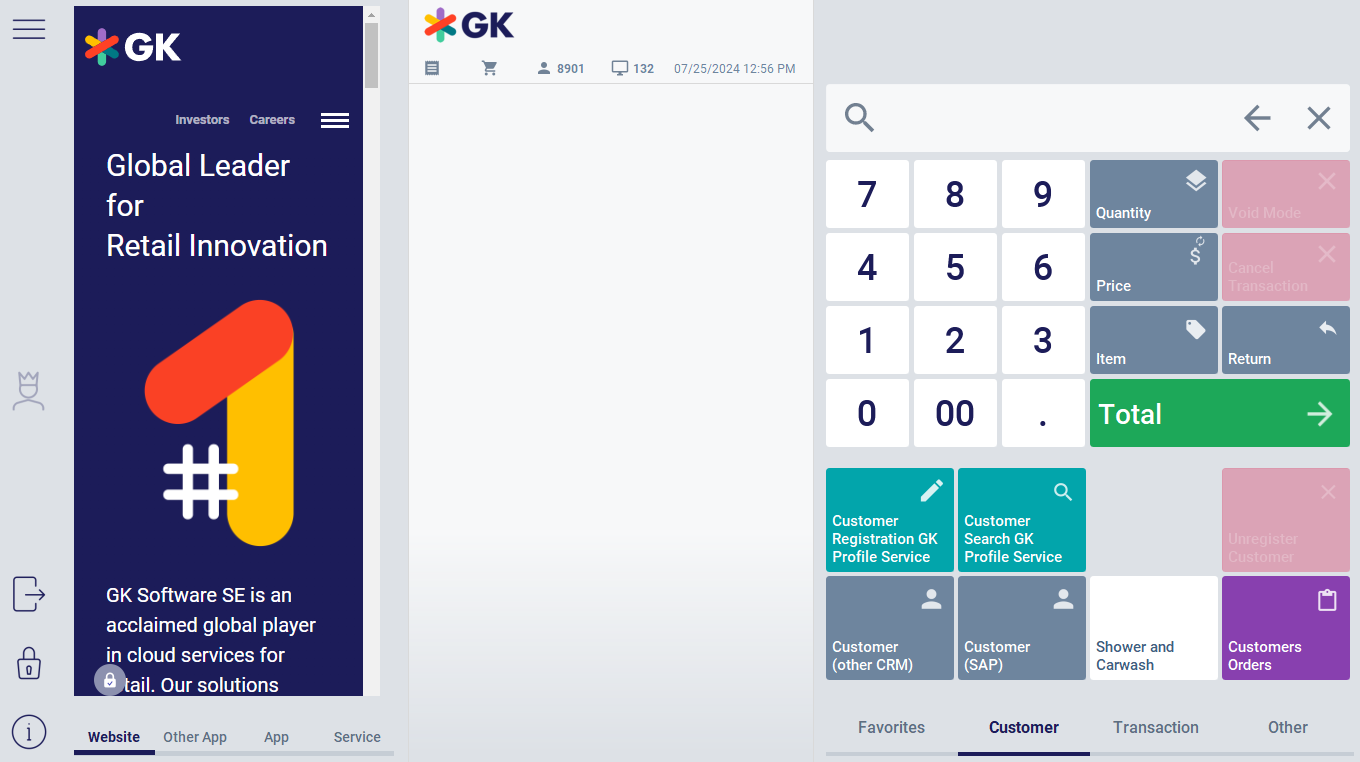 GK
Investors Careers
Global Leader
for
Retail Innovation
#1
GK Software SE is an
acclaimed global player
in cloud services for
tail. Our solutions
Website Other App App Service
GK
8901 132 07/25/2024 12:56 PM
7 8 9 Quantity Void Mode
4 5 6 Price Cancel
Transaction
1 2 3 Item Return
0 00 . Total
Customer
Registration GK
Profile Service
Customer
Search GK
Profile Service
Unregister
Customer
Customer
(other CRM)
Customer
(SAP)
Shower and
Carwash
Customers
Orders
Favorites Customer Transaction Other